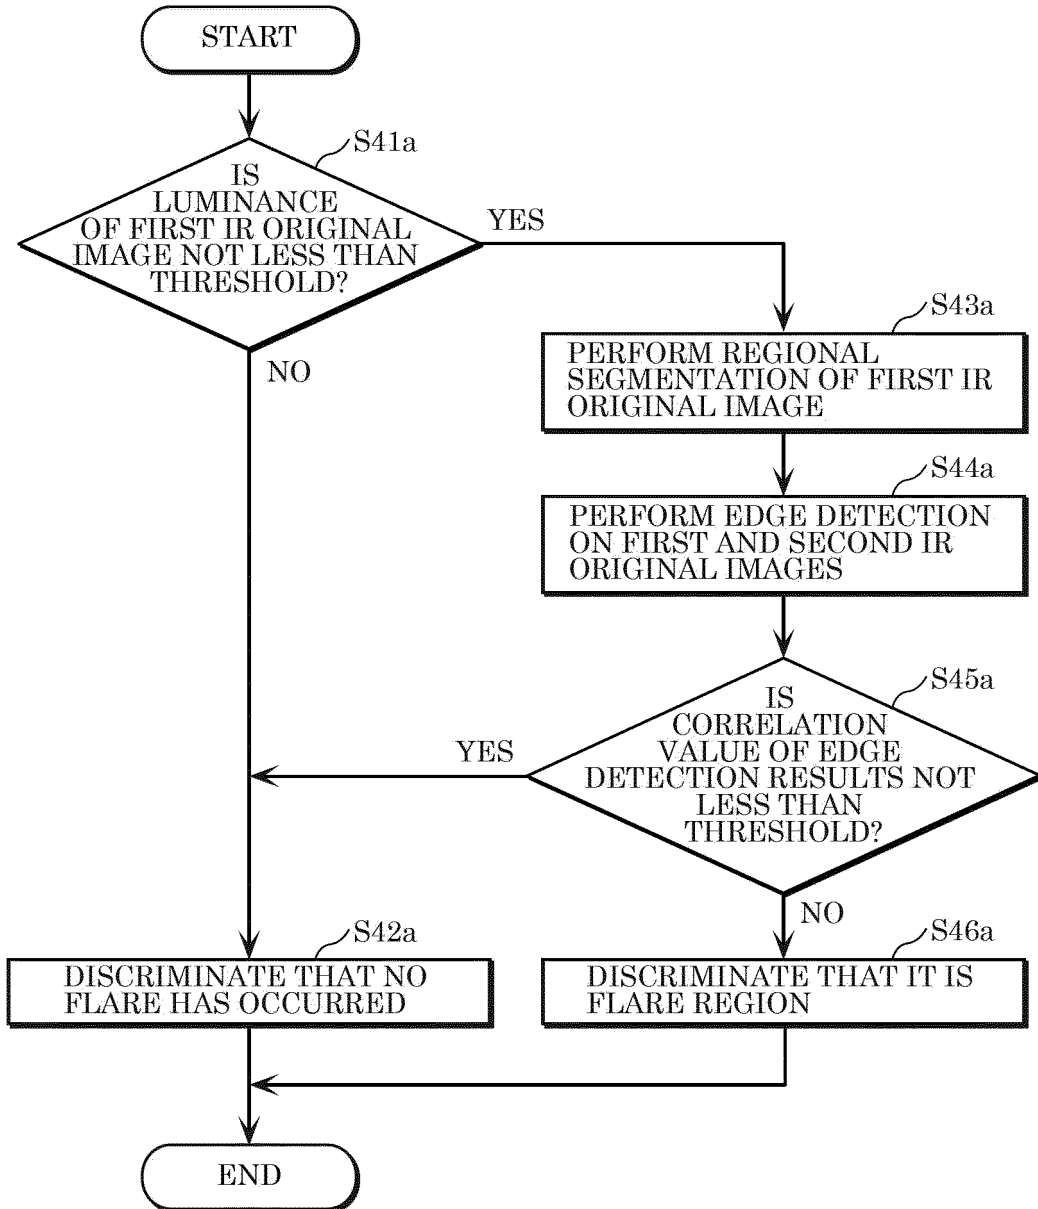 START
S41a
IS
LUMINANCE
OF FIRST IR ORIGINAL
IMAGE NOT LESS THAN
THRESHOLD?
YES
NO
S43a
PERFORM REGIONAL
SEGMENTATION OF FIRST IR
ORIGINAL IMAGE
S44a
PERFORM EDGE DETECTION
ON FIRST AND SECOND IR
ORIGINAL IMAGES
S45a
IS
CORRELATION
VALUE OF EDGE
DETECTION RESULTS NOT
LESS THAN
THRESHOLD?
YES
NO
S42a
DISCRIMINATE THAT NO
FLARE HAS OCCURRED
S46a
DISCRIMINATE THAT IT IS
FLARE REGION
END